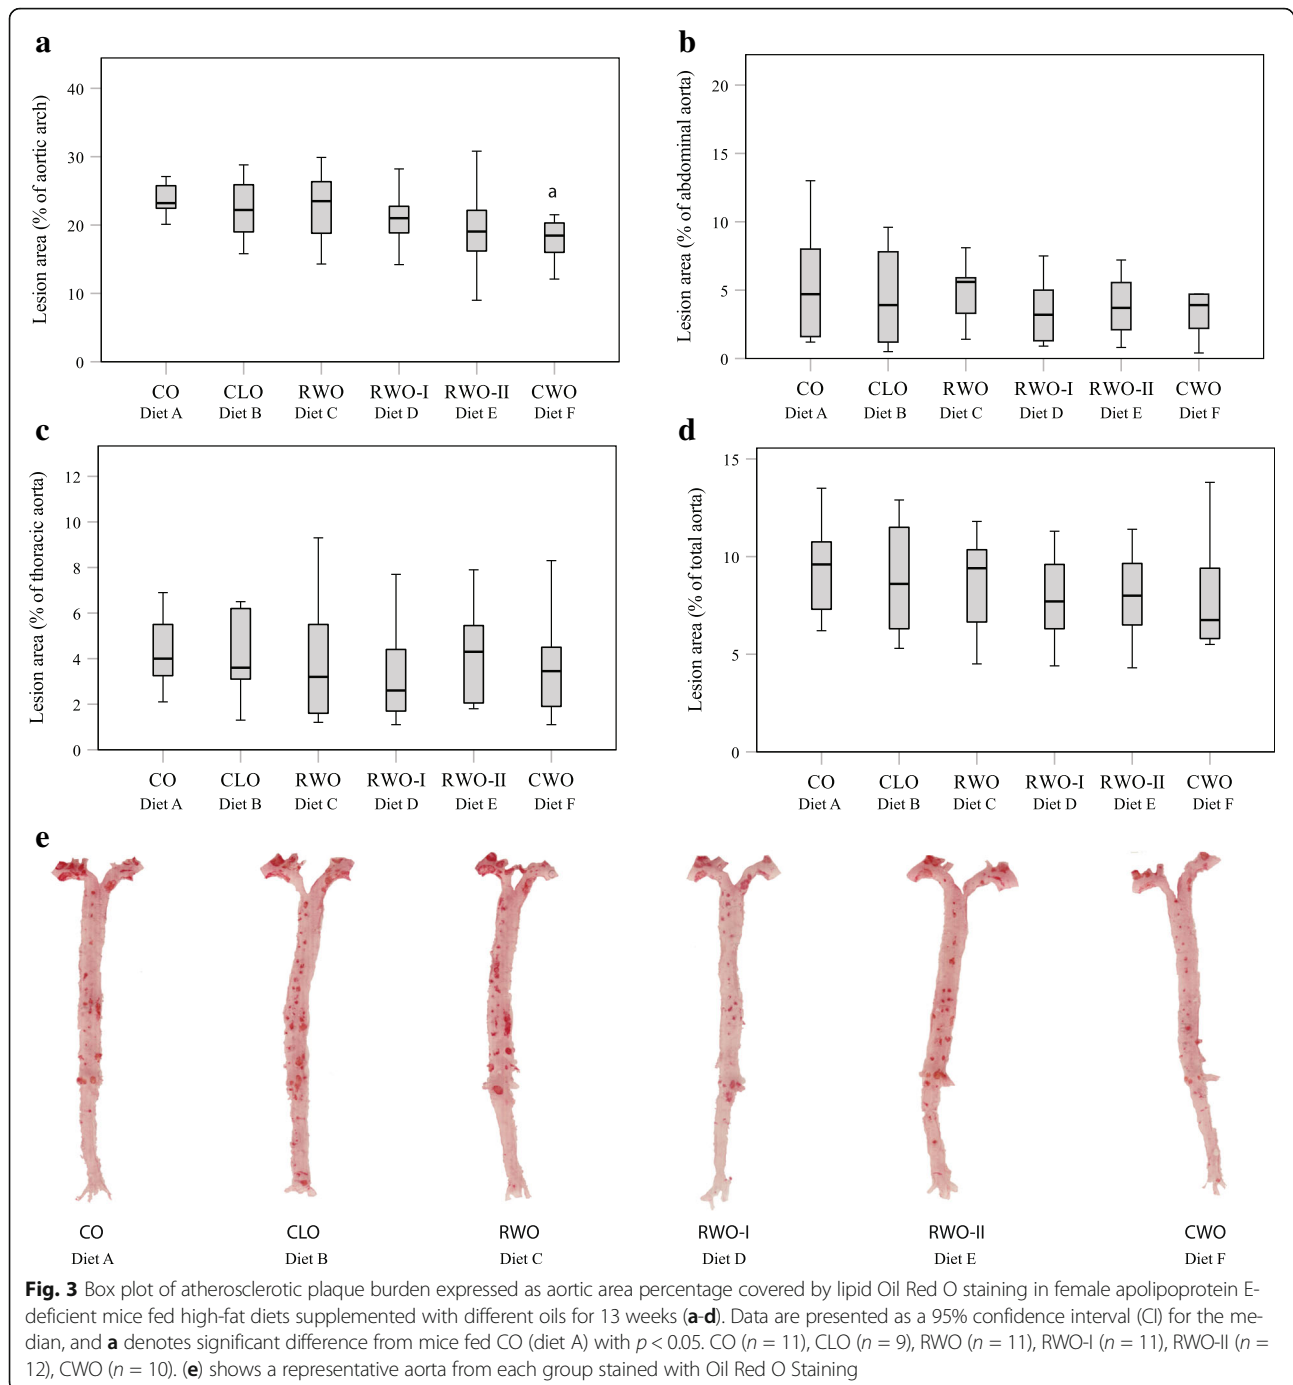 a
Lesion area (% of aortic arch)
40
30
20
10
0
a
CO CLO RWO RWO-I RWO-II CWO
Diet A Diet B Diet C Diet D Diet E Diet F
b
Lesion area (% of abdominal aorta)
20
15
10
5
0
CO CLO RWO RWO-I RWO-II CWO
Diet A Diet B Diet C Diet D Diet E Diet F
c
Lesion area (% of thoracic aorta)
12
10
8
6
4
2
0
CO CLO RWO RWO-I RWO-II CWO
Diet A Diet B Diet C Diet D Diet E Diet F
d
Lesion area (% of total aorta)
15
10
5
0
CO CLO RWO RWO-I RWO-II CWO
Diet A Diet B Diet C Diet D Diet E Diet F
e
CO CLO RWO RWO-I RWO-II CWO
Diet A Diet B Diet C Diet D Diet E Diet F
Fig. 3 Box plot of atherosclerotic plaque burden expressed as aortic area percentage covered by lipid Oil Red O staining in female apolipoprotein E-
deficient mice fed high-fat diets supplemented with different oils for 13 weeks (a-d). Data are presented as a 95% confidence interval (CI) for the me-
dian, and a denotes significant difference from mice fed CO (diet A) with p < 0.05. CO (n = 11), CLO (n = 9), RWO (n = 11), RWO-I (n = 11), RWO-II (n =
12), CWO (n = 10). (e) shows a representative aorta from each group stained with Oil Red O Staining